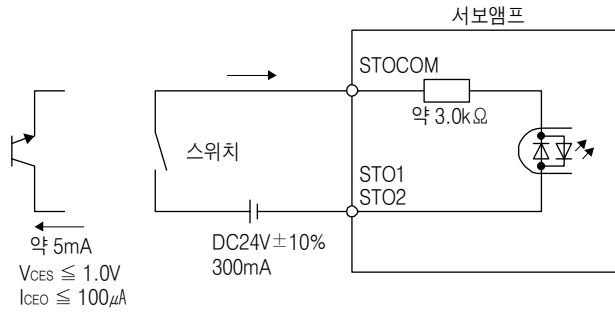 서보앰프
STOCOM
약 3.0kΩ
스위치
STO1
STO2
약 5mA
VCES ≦ 1.0V
ICEO ≦ 100μA
DC24V±10%
300mA